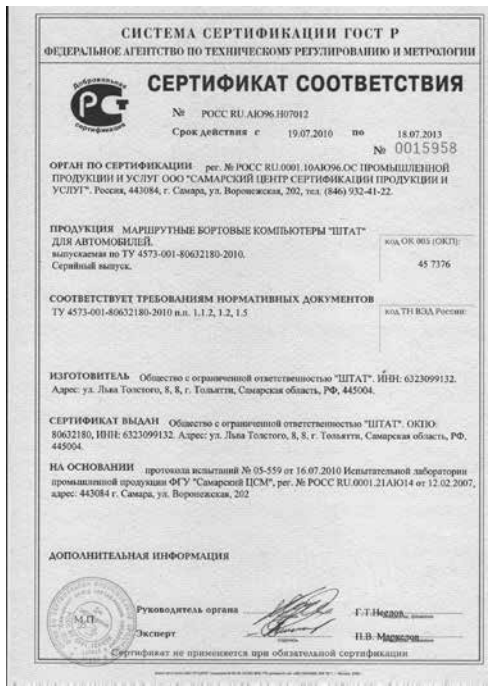 СИСТЕМА СЕРТИФИКАЦИИ ГОСТ Р
ФЕДЕРАЛЬНОЕ АГЕНТСТВО ПО ТЕХНИЧЕСКОМУ РЕГУЛИРОВАНИЮ И МЕТРОЛОГИИ
Добровольная
сертификация
СЕРТИФИКАТ СООТВЕТСТВИЯ
№ РОСС RU.АЮ96.Н07012
Срок действия с 19.07.2010 по 18.07.2013
№ 0015958
ОРГАН ПО СЕРТИФИКАЦИИ рег. № РОСС RU.0001.10АЮ96.ОС ПРОМЫШЛЕННОЙ
ПРОДУКЦИИ И УСЛУГ ООО "САМАРСКИЙ ЦЕНТР СЕРТИФИКАЦИИ ПРОДУКЦИИ И
УСЛУГ". Россия, 443084, г. Самара, ул. Воронежская, 202, тел. (846) 932-41-22.
ПРОДУКЦИЯ МАРШРУТНЫЕ БОРТОВЫЕ КОМПЬЮТЕРЫ "ШТАТ"
ДЛЯ АВТОМОБИЛЕЙ.
выпускаемая по ТУ 4573-001-80632180-2010.
Серийный выпуск.
код ОК 005 (ОКП):
45 7376
СООТВЕТСТВУЕТ ТРЕБОВАНИЯМ НОРМАТИВНЫХ ДОКУМЕНТОВ
ТУ 4573-001-80632180-2010 п.п. 1.1.2, 1.2, 1.5
код ТН ВЭД России:
ИЗГОТОВИТЕЛЬ Общество с ограниченной ответственностью "ШТАТ". ИНН: 6323099132.
Адрес: ул. Льва Толстого, 8, 8, г. Тольятти, Самарская область, РФ, 445004.
СЕРТИФИКАТ ВЫДАН Общество с ограниченной ответственностью "ШТАТ". ОКПО:
80632180, ИНН: 6323099132. Адрес: ул. Льва Толстого, 8, 8, г. Тольятти, Самарская область, РФ,
445004.
НА ОСНОВАНИИ протокола испытаний № 05-559 от 16.07.2010 Испытательной лаборатории
промышленной продукции ФГУ "Самарский ЦСМ", рег. № РОСС RU.0001.21АЮ14 от 12.02.2007,
адрес: 443084 г. Самара, ул. Воронежская, 202
ДОПОЛНИТЕЛЬНАЯ ИНФОРМАЦИЯ
М.П.
Руководитель органа
Эксперт
подпись
Г.Т.
П.В.
Сертификат не применяется при обязательной сертификации